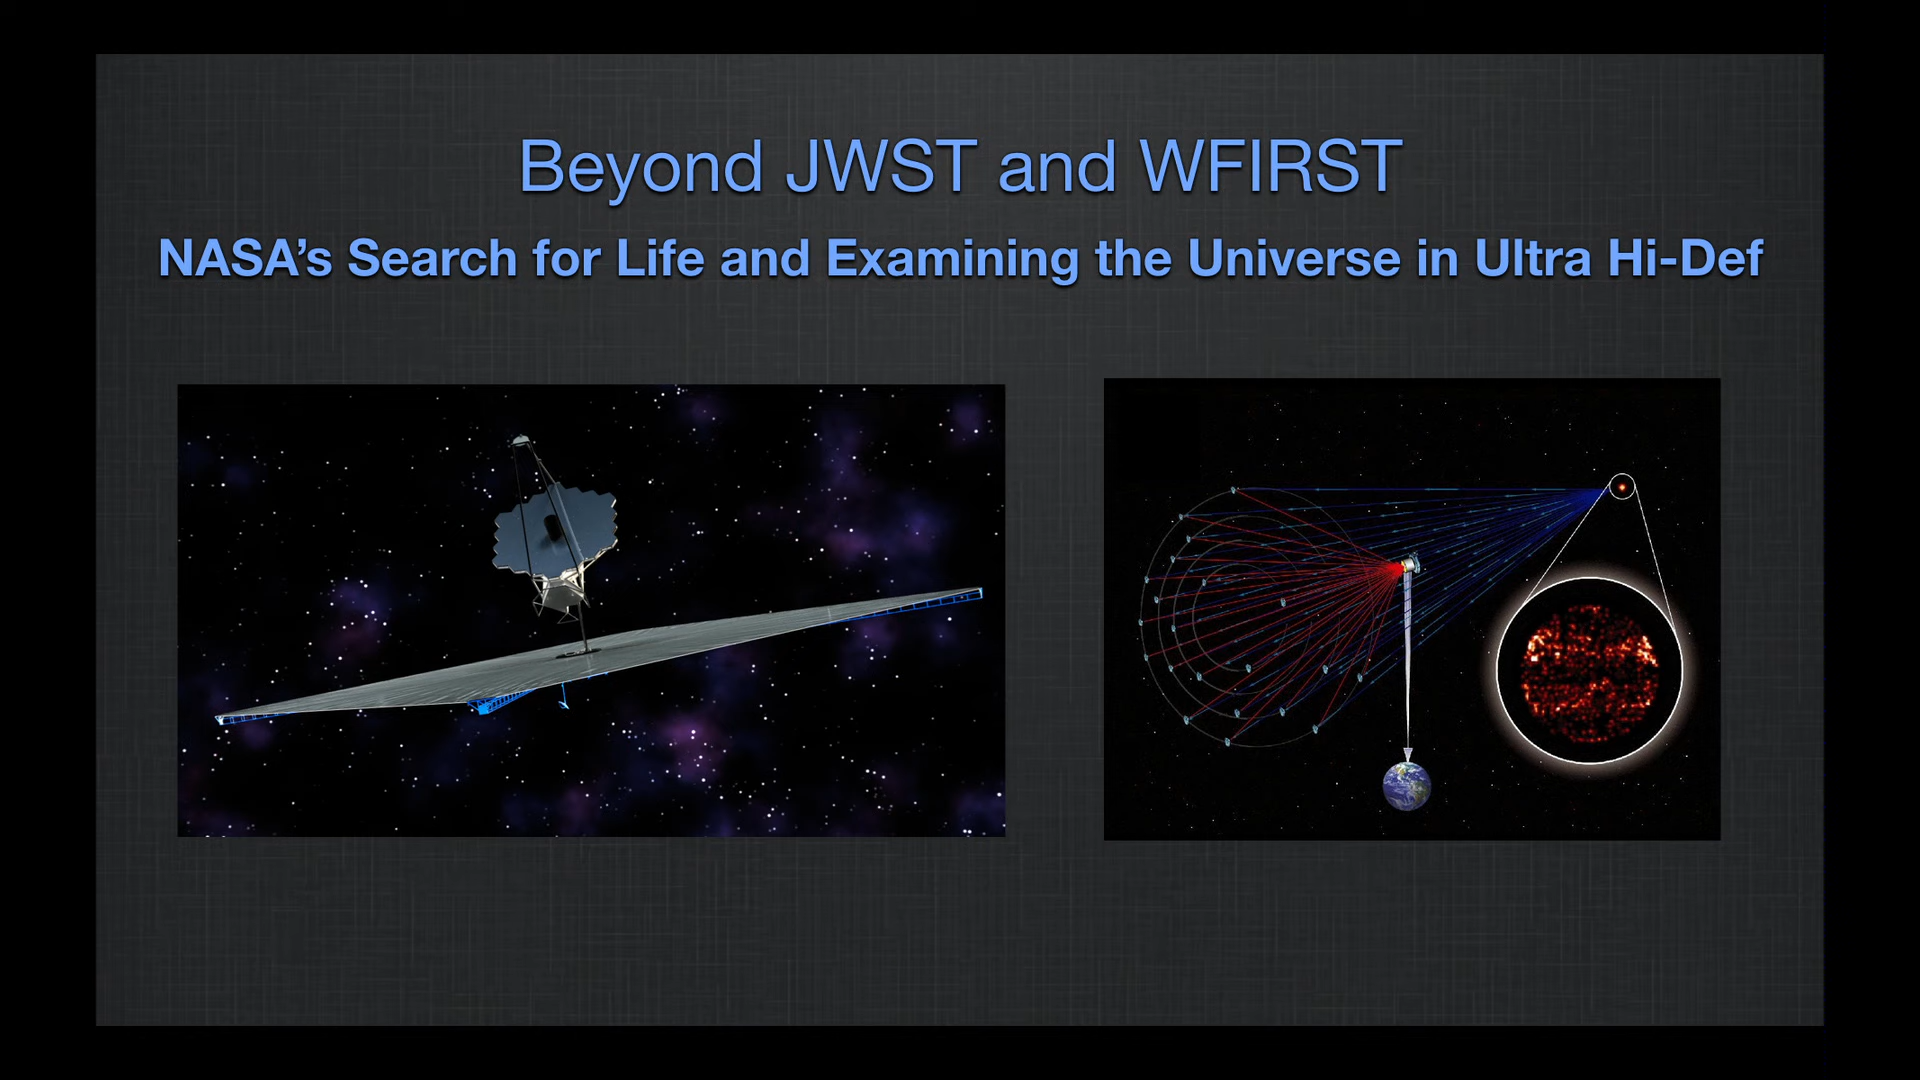 Beyond JWST and WFIRST
NASA’s Search for Life and Examining the Universe in Ultra Hi-Def